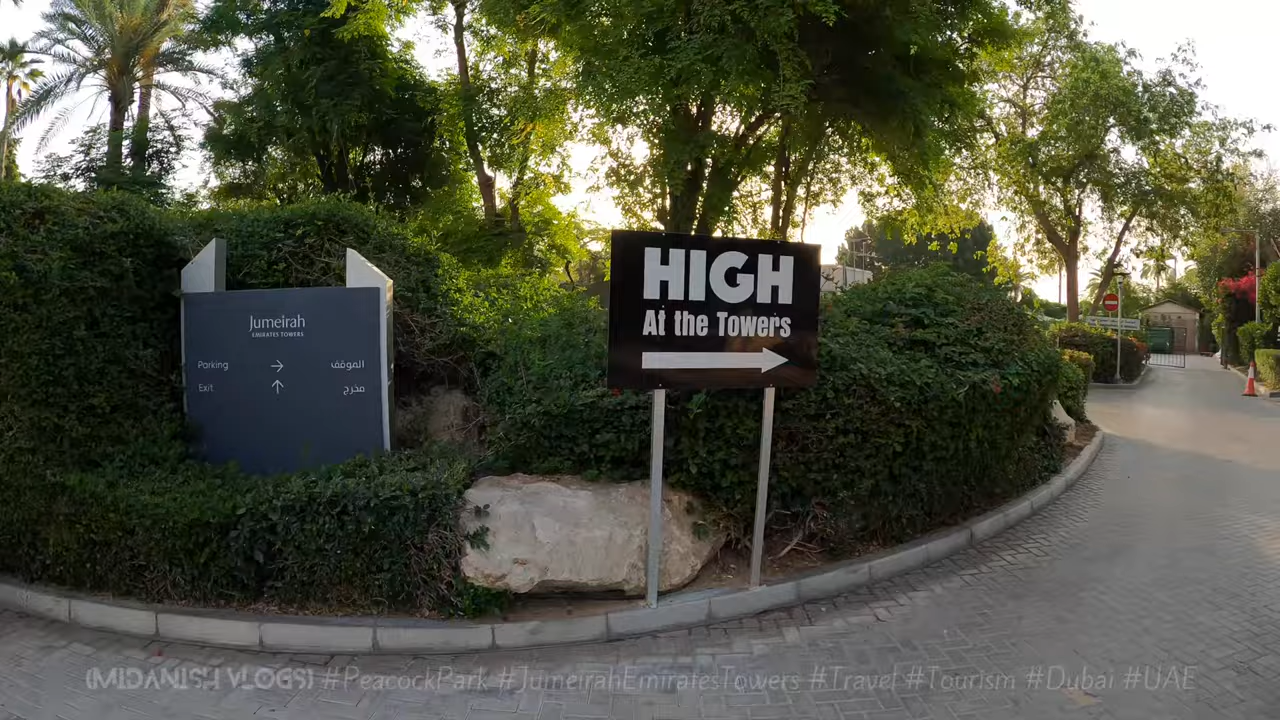 Jumeirah
EMIRATES TOWERS
Parking → الموقف
Exit ↑ مخرج
HIGH
At the Towers
(MIDANISH VLOGS) #PeacockPark #JumeirahEmiratesTowers #Travel #Tourism #Dubai #UAE